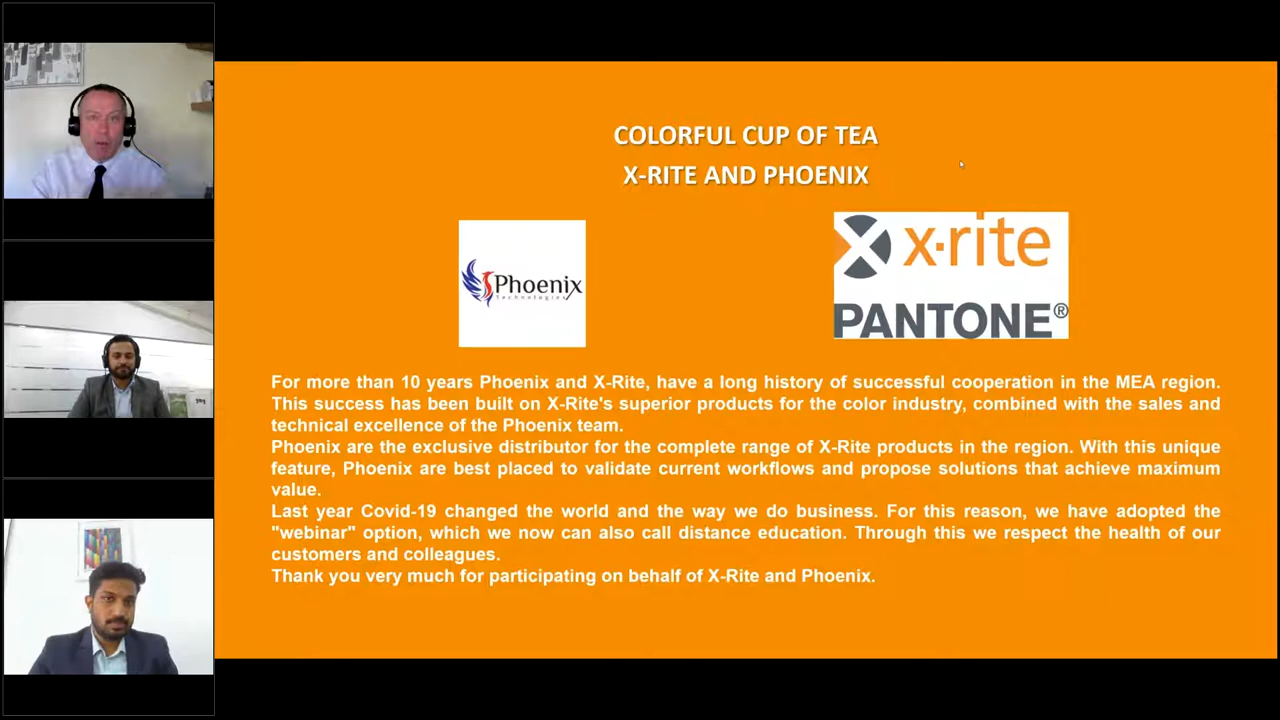 COLORFUL CUP OF TEA
X-RITE AND PHOENIX
Phoenix
Technologies
x·rite
PANTONE®
For more than 10 years Phoenix and X-Rite, have a long history of successful cooperation in the MEA region.
This success has been built on X-Rite's superior products for the color industry, combined with the sales and
technical excellence of the Phoenix team.
Phoenix are the exclusive distributor for the complete range of X-Rite products in the region. With this unique
feature, Phoenix are best placed to validate current workflows and propose solutions that achieve maximum
value.
Last year Covid-19 changed the world and the way we do business. For this reason, we have adopted the
"webinar" option, which we now can also call distance education. Through this we respect the health of our
customers and colleagues.
Thank you very much for participating on behalf of X-Rite and Phoenix.